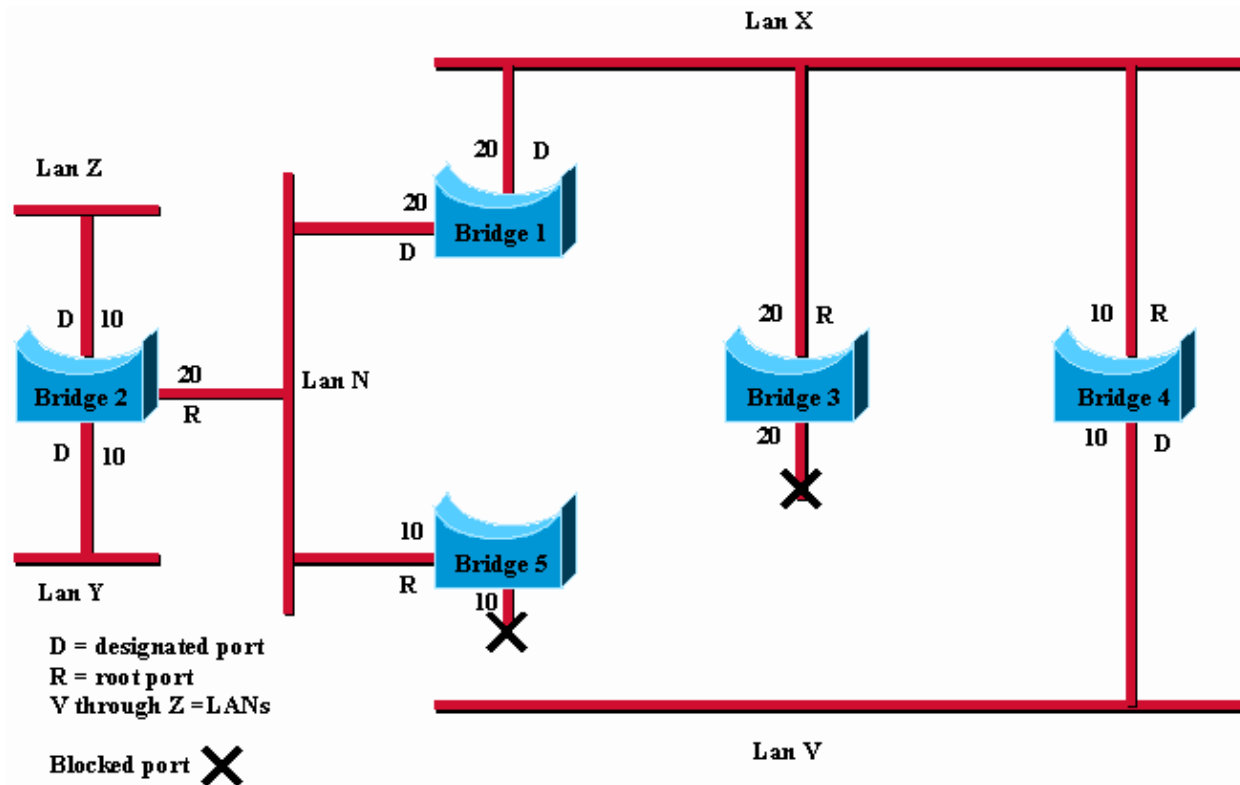 Lan X
20 D
Lan Z
20
Bridge 1
D
D 10
20 R
10 R
20
Lan N
Bridge 2
Bridge 3
Bridge 4
R
D 10
20
10 D
10
Bridge 5
Lan Y
R
10
D = designated port
R = root port
V through Z =LANs
Lan V
Blocked port